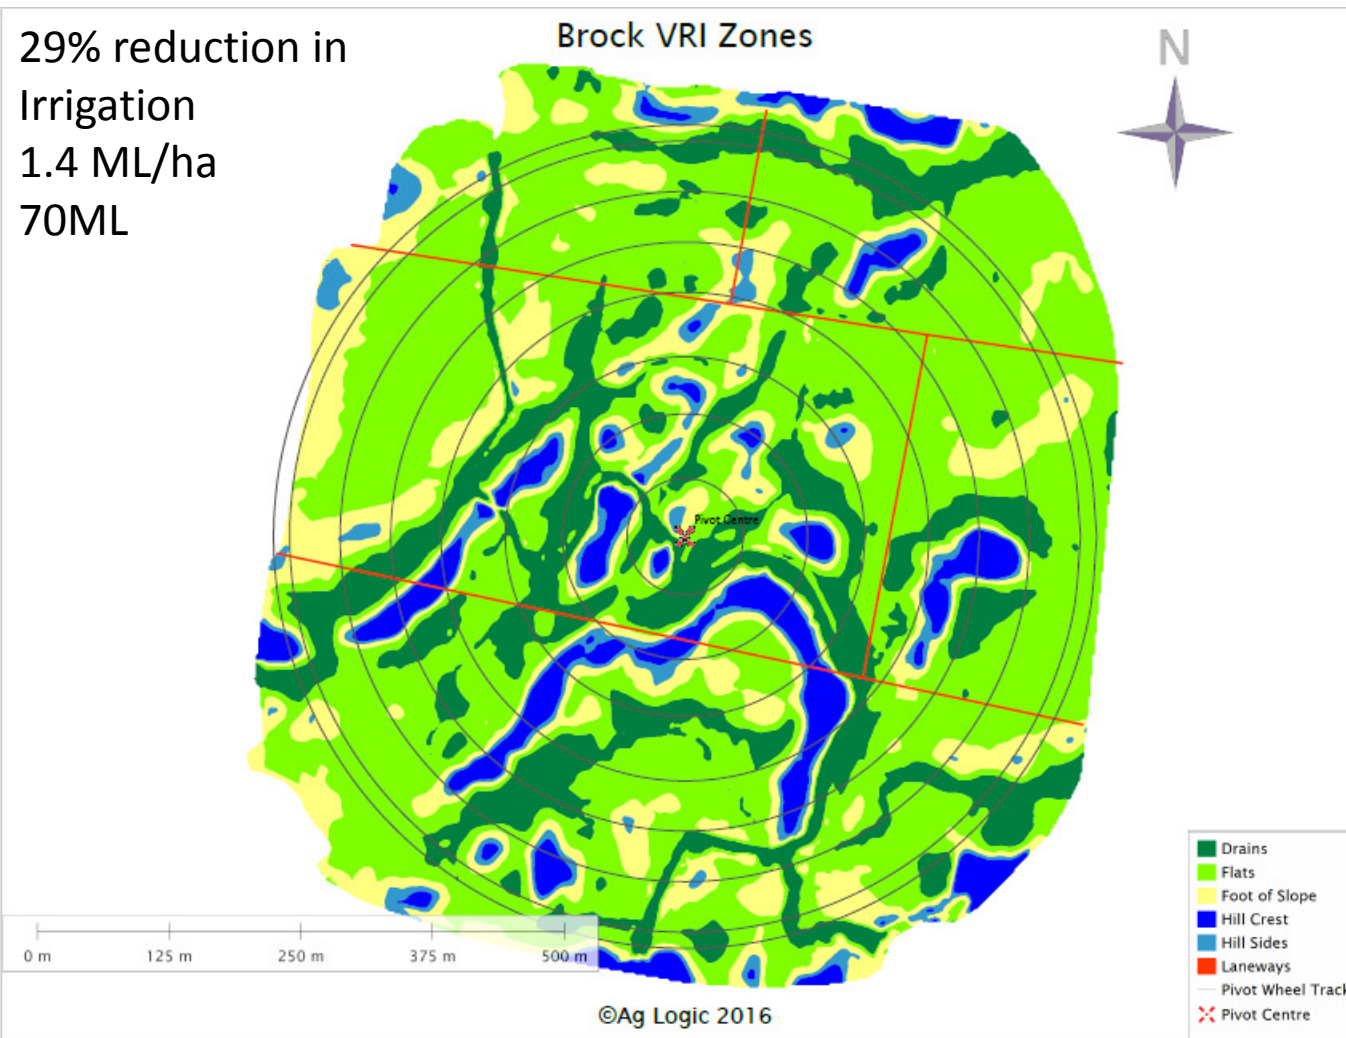 29% reduction in
Irrigation
1.4 ML/ha
70ML
Brock VRI Zones
N
Pivot Centre
Drains
Flats
Foot of Slope
Hill Crest
Hill Sides
Laneways
Pivot Wheel Track
Pivot Centre
0 m 125 m 250 m 375 m 500 m
©Ag Logic 2016